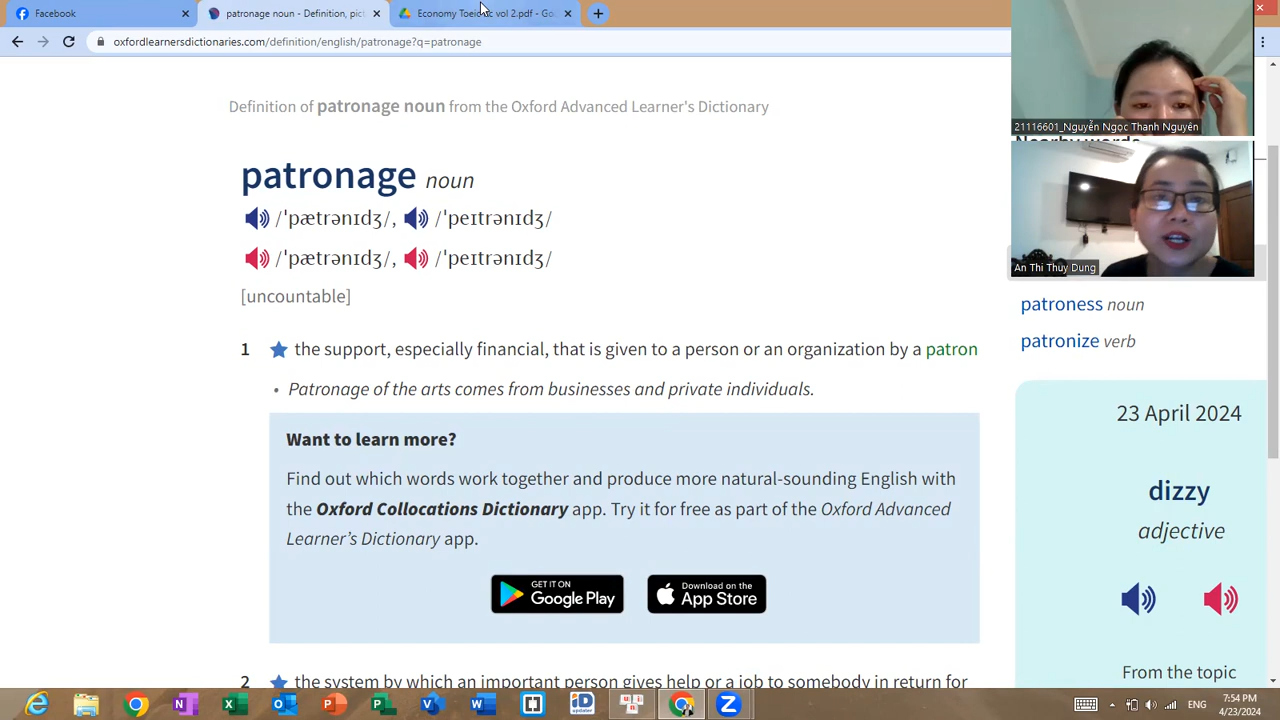 Facebook
patronage noun - Definition, pict
Economy Toeic vol 2.pdf - Go
oxfordlearnersdictionaries.com/definition/english/patronage?q=patronage
Definition of patronage noun from the Oxford Advanced Learner's Dictionary
patronage noun
/ˈpætrənɪdʒ/, /ˈpeɪtrənɪdʒ/
/ˈpætrənɪdʒ/, /ˈpeɪtrənɪdʒ/
[uncountable]
1 the support, especially financial, that is given to a person or an organization by a patron
• Patronage of the arts comes from businesses and private individuals.
Want to learn more?
Find out which words work together and produce more natural-sounding English with
the Oxford Collocations Dictionary app. Try it for free as part of the Oxford Advanced
Learner's Dictionary app.
GET IT ON
Google Play
Download on the
App Store
2 the system by which an important person gives help or a job to somebody in return for
21116601_Nguyễn Ngọc Thanh Nguyên
Nearby words
An Thi Thuy Dung
patroness noun
patronize verb
23 April 2024
dizzy
adjective
From the topic
ENG
7:54 PM
4/23/2024